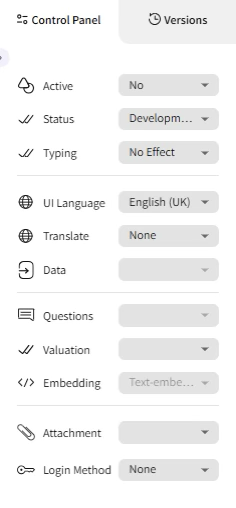 Control Panel
Versions
Active No
Status Developm...
Typing No Effect
UI Language English (UK)
Translate None
Data
Questions
Valuation
Embedding Text-embe...
Attachment
Login Method None